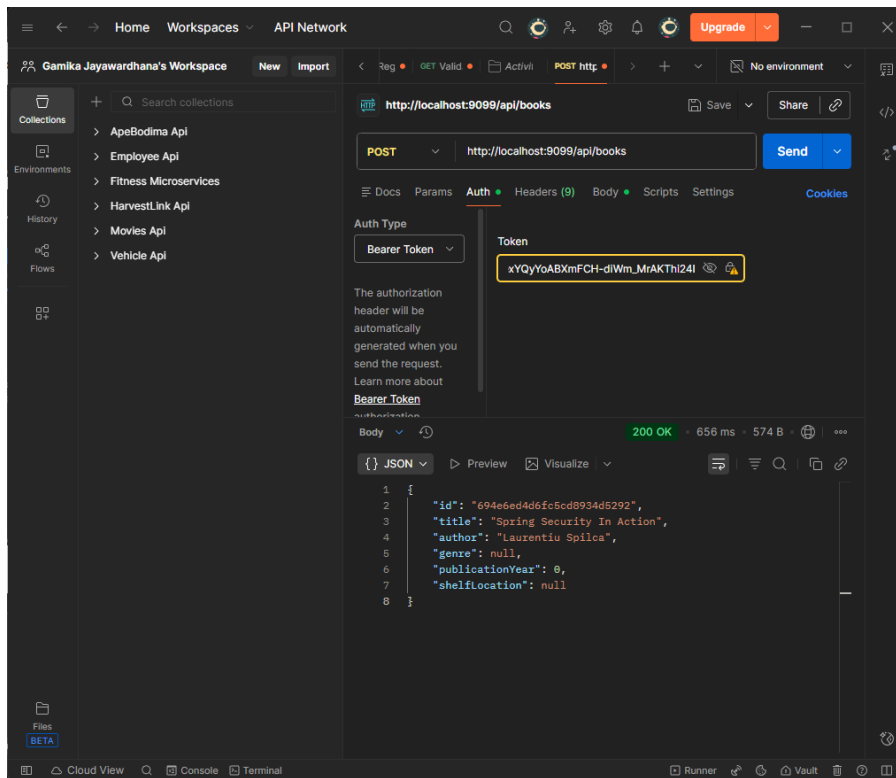 Home Workspaces API Network Upgrade
Gamika Jayawardhana's Workspace New Import
Reg GET Valid Activi POST http No environment
Collections
Search collections
ApeBodima Api
Employee Api
Fitness Microservices
HarvestLink Api
Movies Api
Vehicle Api
Environments
History
Flows
Files
BETA
HTTP http://localhost:9099/api/books Save Share
POST http://localhost:9099/api/books Send
Docs Params Auth Headers (9) Body Scripts Settings Cookies
Auth Type
Bearer Token
The authorization
header will be
automatically
generated when you
send the request.
Learn more about
Bearer Token
authorization
Token
xYQyYoABXmFCH-diWm_MrAKThl24l
Body 200 OK 656 ms 574 B
{} JSON Preview Visualize
1 {
2 "id": "694e6ed4d6fc5cd8934d5292",
3 "title": "Spring Security In Action",
4 "author": "Laurentiu Spilca",
5 "genre": null,
6 "publicationYear": 0,
7 "shelfLocation": null
8 }
Cloud View Console Terminal Runner Vault